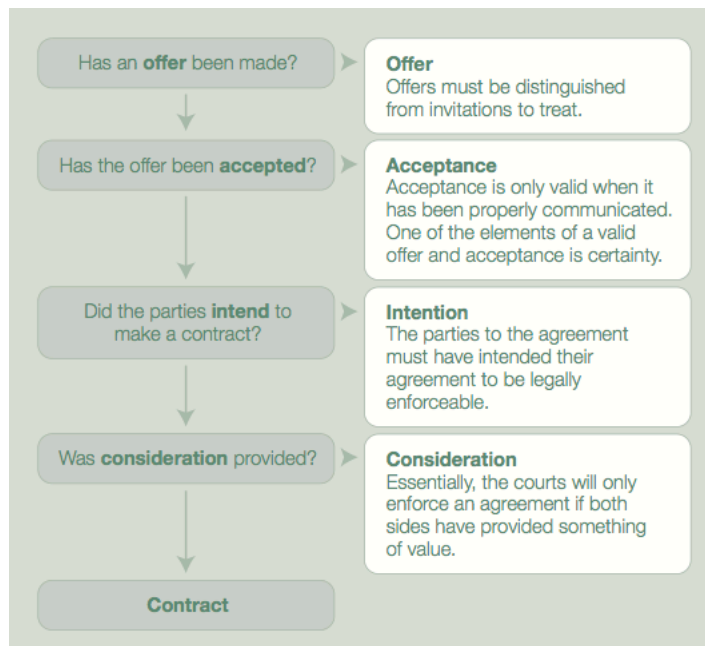 Has an offer been made?
Offer
Offers must be distinguished
from invitations to treat.
Has the offer been accepted?
Acceptance
Acceptance is only valid when it
has been properly communicated.
One of the elements of a valid
offer and acceptance is certainty.
Did the parties intend to
make a contract?
Intention
The parties to the agreement
must have intended their
agreement to be legally
enforceable.
Was consideration provided?
Consideration
Essentially, the courts will only
enforce an agreement if both
sides have provided something
of value.
Contract